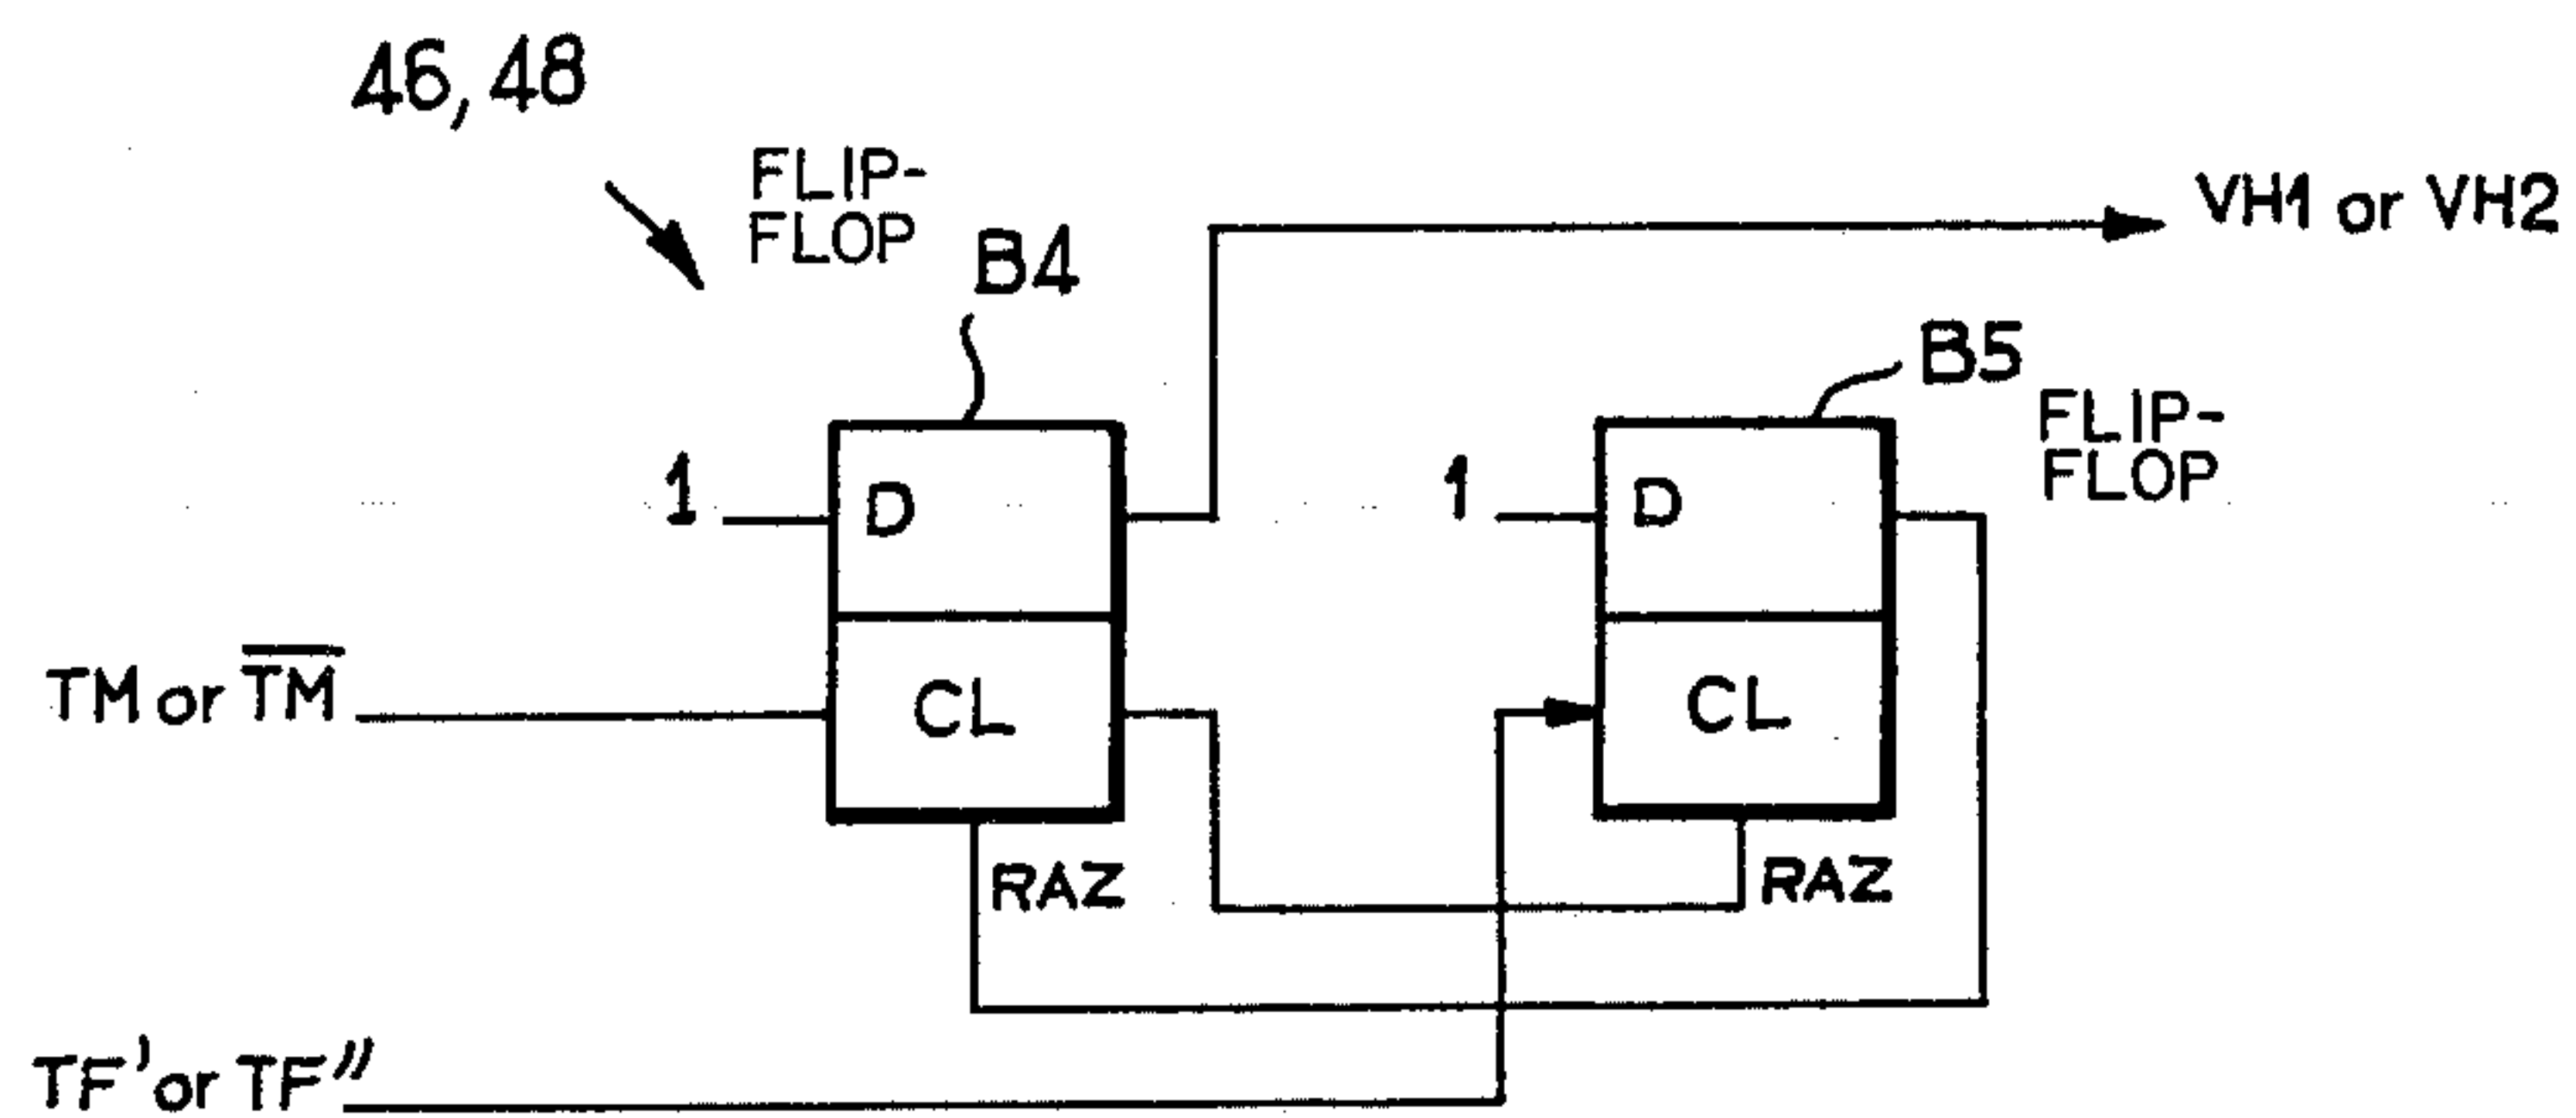 46, 48
FLIP-
FLOP
B4
VH1 or VH2
B5
FLIP-
FLOP
1
D
1
D
TM or T̅M̅
CL
CL
RAZ
RAZ
TF' or TF"